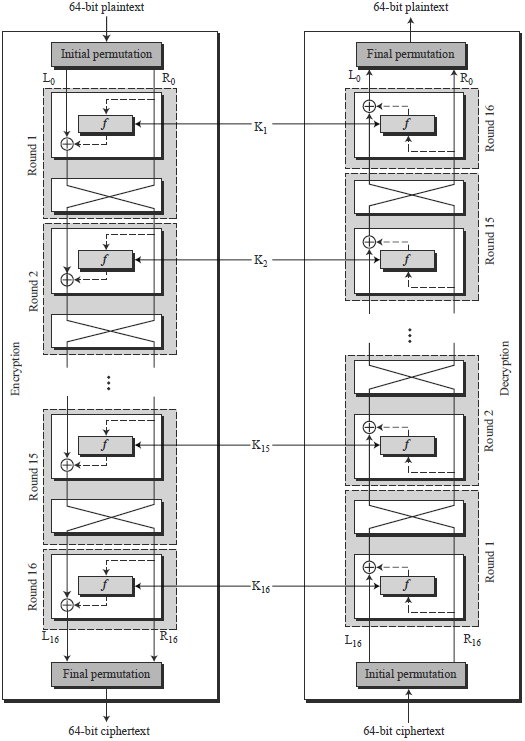 64-bit plaintext
64-bit plaintext
Initial permutation
Final permutation
L0
R0
L0
R0
f
f
K1
Round 1
Round 16
f
f
K2
Round 2
Round 15
Encryption
Decryption
f
f
K15
Round 15
Round 2
f
f
K16
Round 16
Round 1
L16
R16
L16
R16
Final permutation
Initial permutation
64-bit ciphertext
64-bit ciphertext